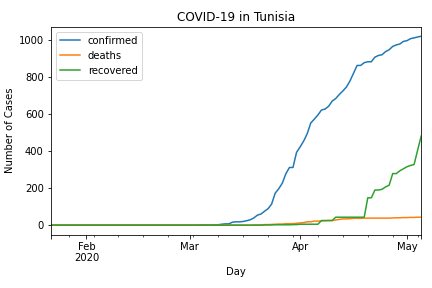 COVID-19 in Tunisia
confirmed
deaths
recovered
Number of Cases
1000
800
600
400
200
0
Feb
2020
Mar
Apr
May
Day